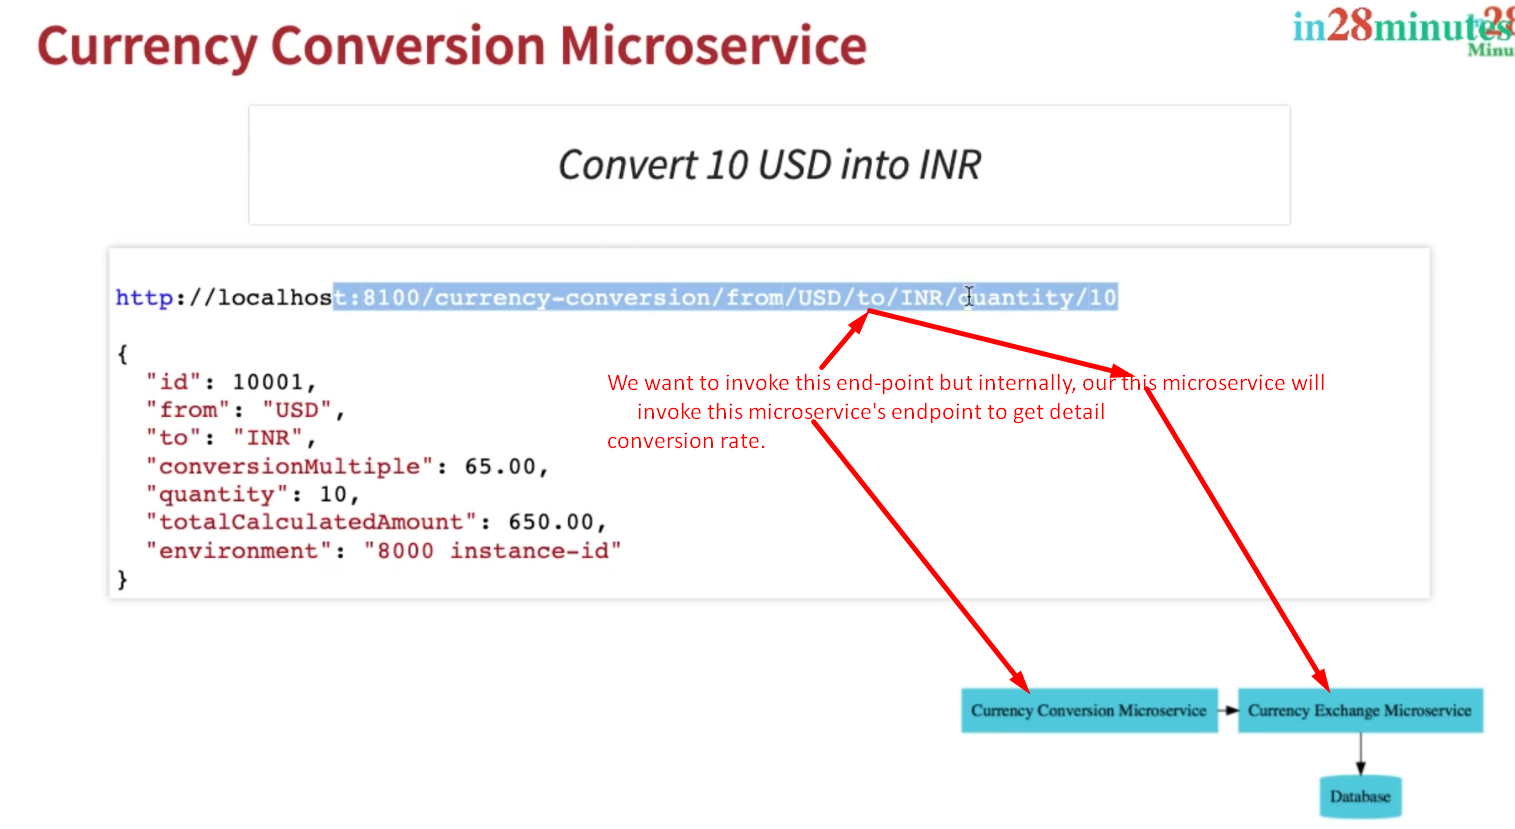 Currency Conversion Microservice
in28minutes
Minu
Convert 10 USD into INR
http://localhost:8100/currency-conversion/from/USD/to/INR/quantity/10
{
"id": 10001,
"from": "USD",
"to": "INR",
"conversionMultiple": 65.00,
"quantity": 10,
"totalCalculatedAmount": 650.00,
"environment": "8000 instance-id"
}
We want to invoke this end-point but internally, our this microservice will
invoke this microservice's endpoint to get detail
conversion rate.
Currency Conversion Microservice
Currency Exchange Microservice
Database